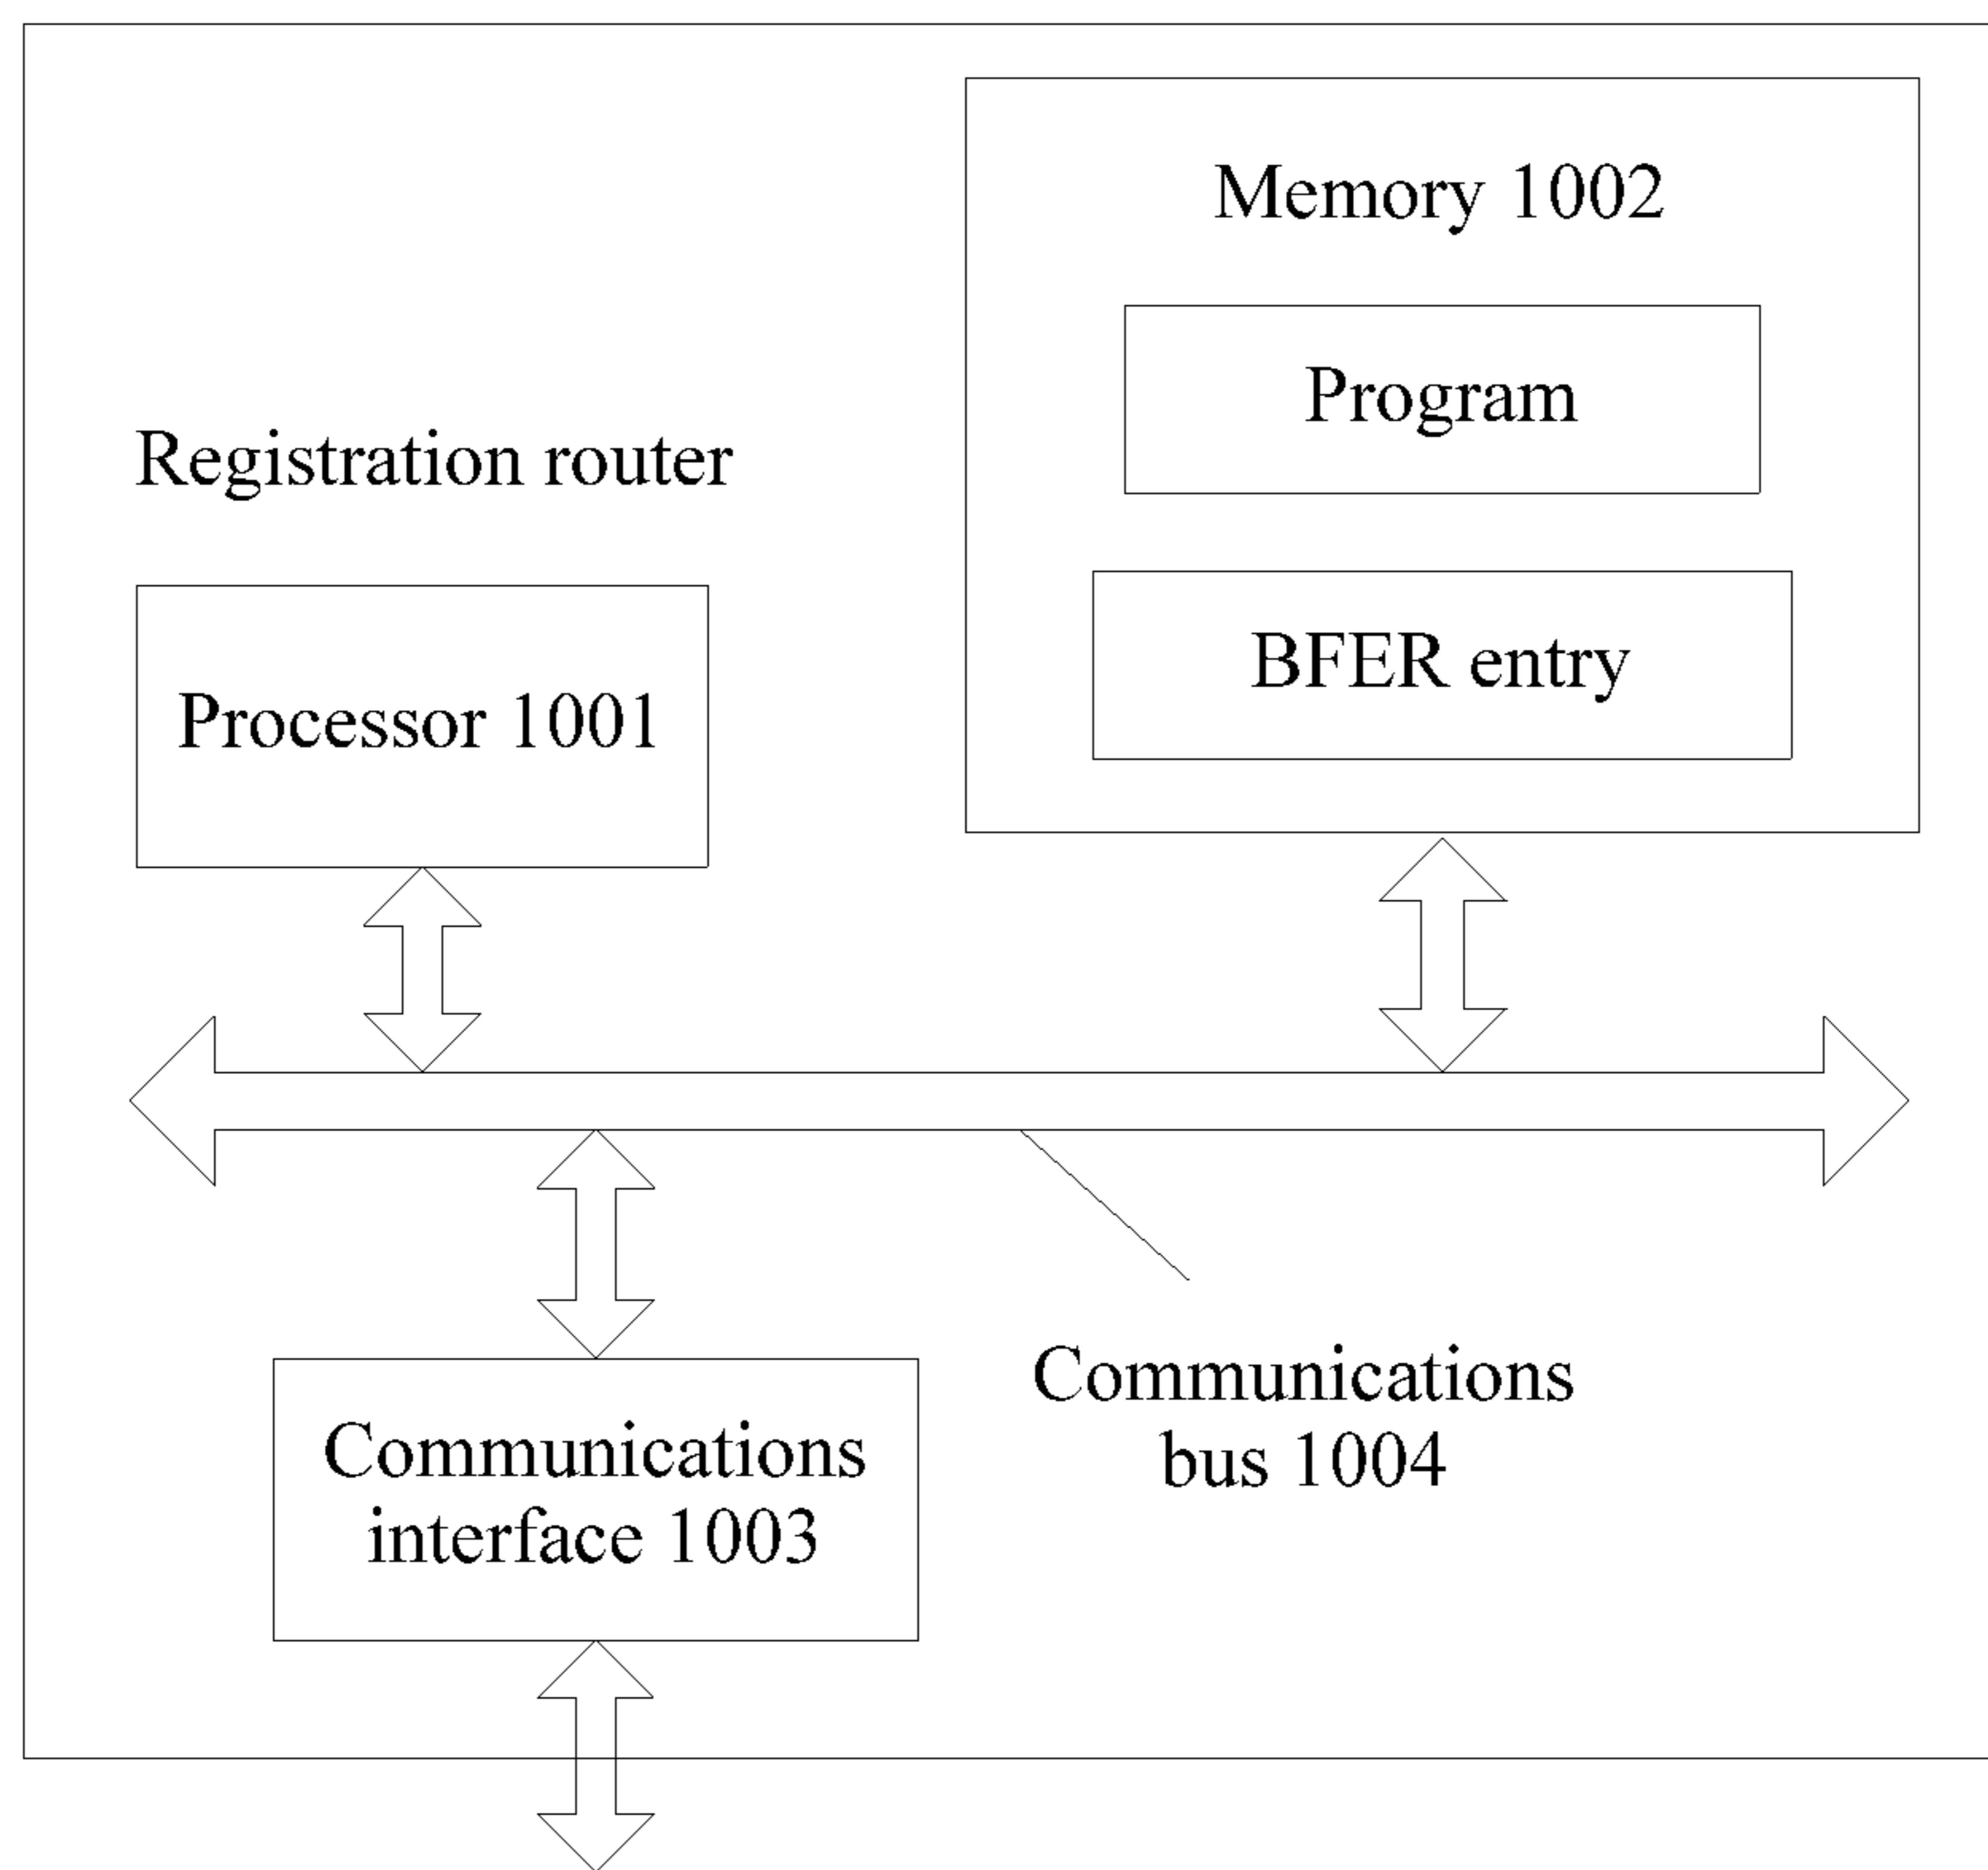 Memory 1002
Program
Registration router
BFER entry
Processor 1001
Communications
bus 1004
Communications
interface 1003